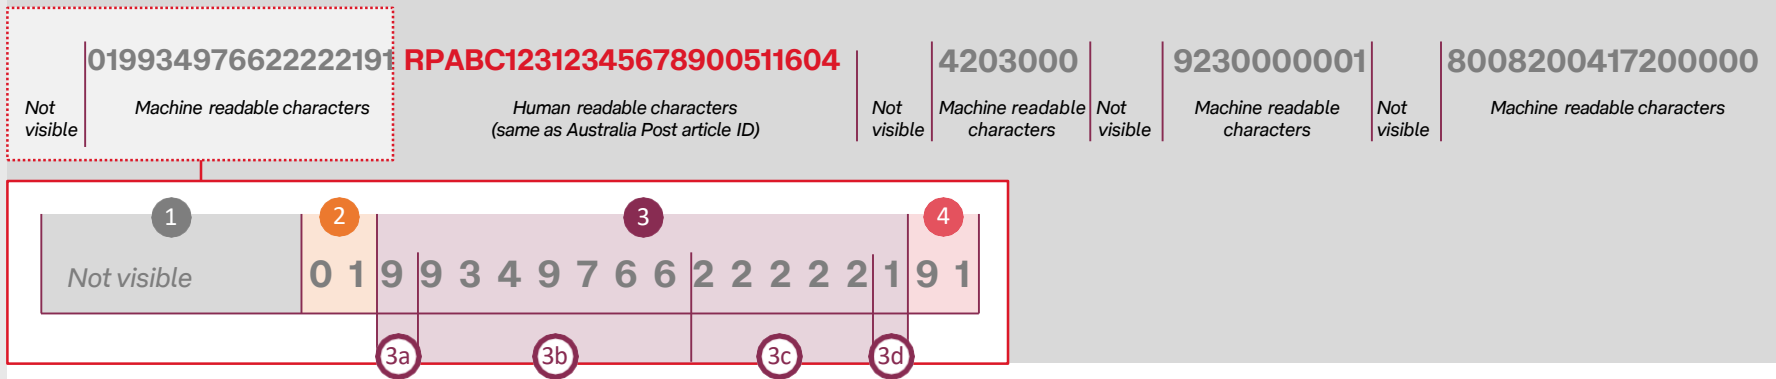 019934976622222191 RPABC12312345678900511604 4203000 9230000001 8008200417200000
Not visible Machine readable characters Human readable characters (same as Australia Post article ID) Not visible Machine readable characters Not visible Machine readable characters Not visible Machine readable characters
1 2 3 4
Not visible 0 1 9 9 3 4 9 7 6 6 2 2 2 2 2 1 9 1
3a 3b 3c 3d